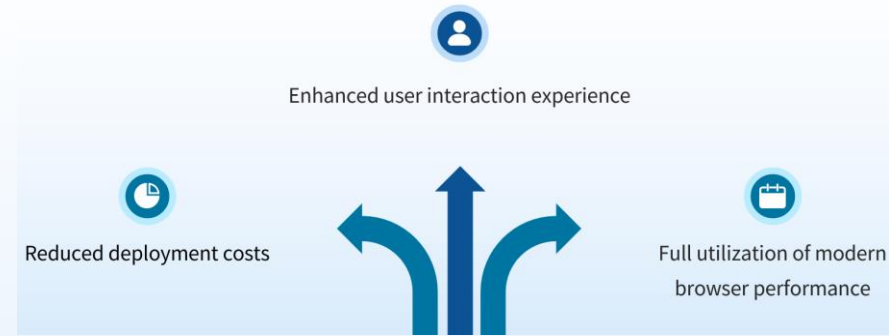 Enhanced user interaction experience
Reduced deployment costs
Full utilization of modern
browser performance